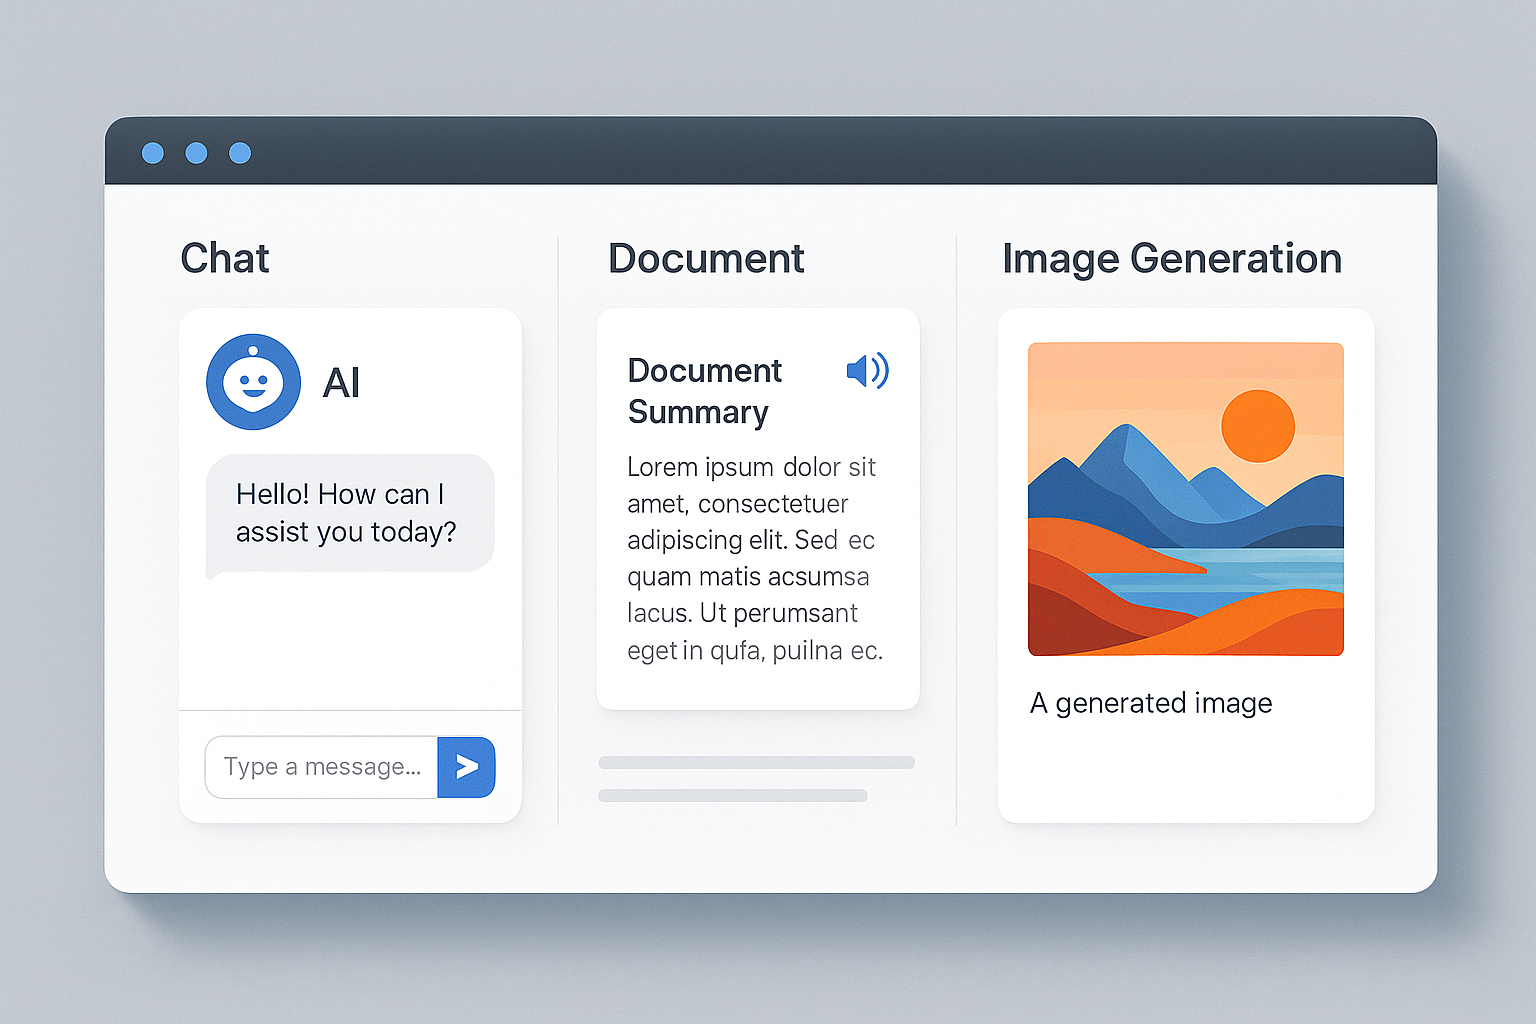 Chat
AI
Hello! How can I
assist you today?
Type a message...
Document
Document
Summary
Lorem ipsum dolor sit
amet, consectetuer
adipiscing elit. Sed ec
quam matis acsumsa
lacus. Ut perumsant
eget in qufa, puilna ec.
Image Generation
A generated image